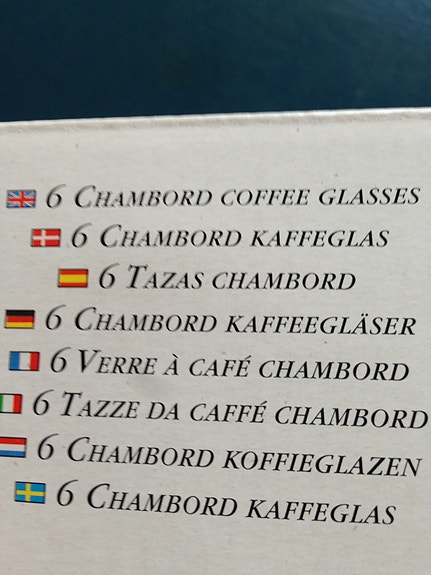 6 CHAMBORD COFFEE GLASSES
6 CHAMBORD KAFFEGLAS
6 TAZAS CHAMBORD
6 CHAMBORD KAFFEEGLÄSER
6 VERRE À CAFÉ CHAMBORD
6 TAZZE DA CAFFÉ CHAMBORD
6 CHAMBORD KOFFIEGLAZEN
6 CHAMBORD KAFFEGLAS